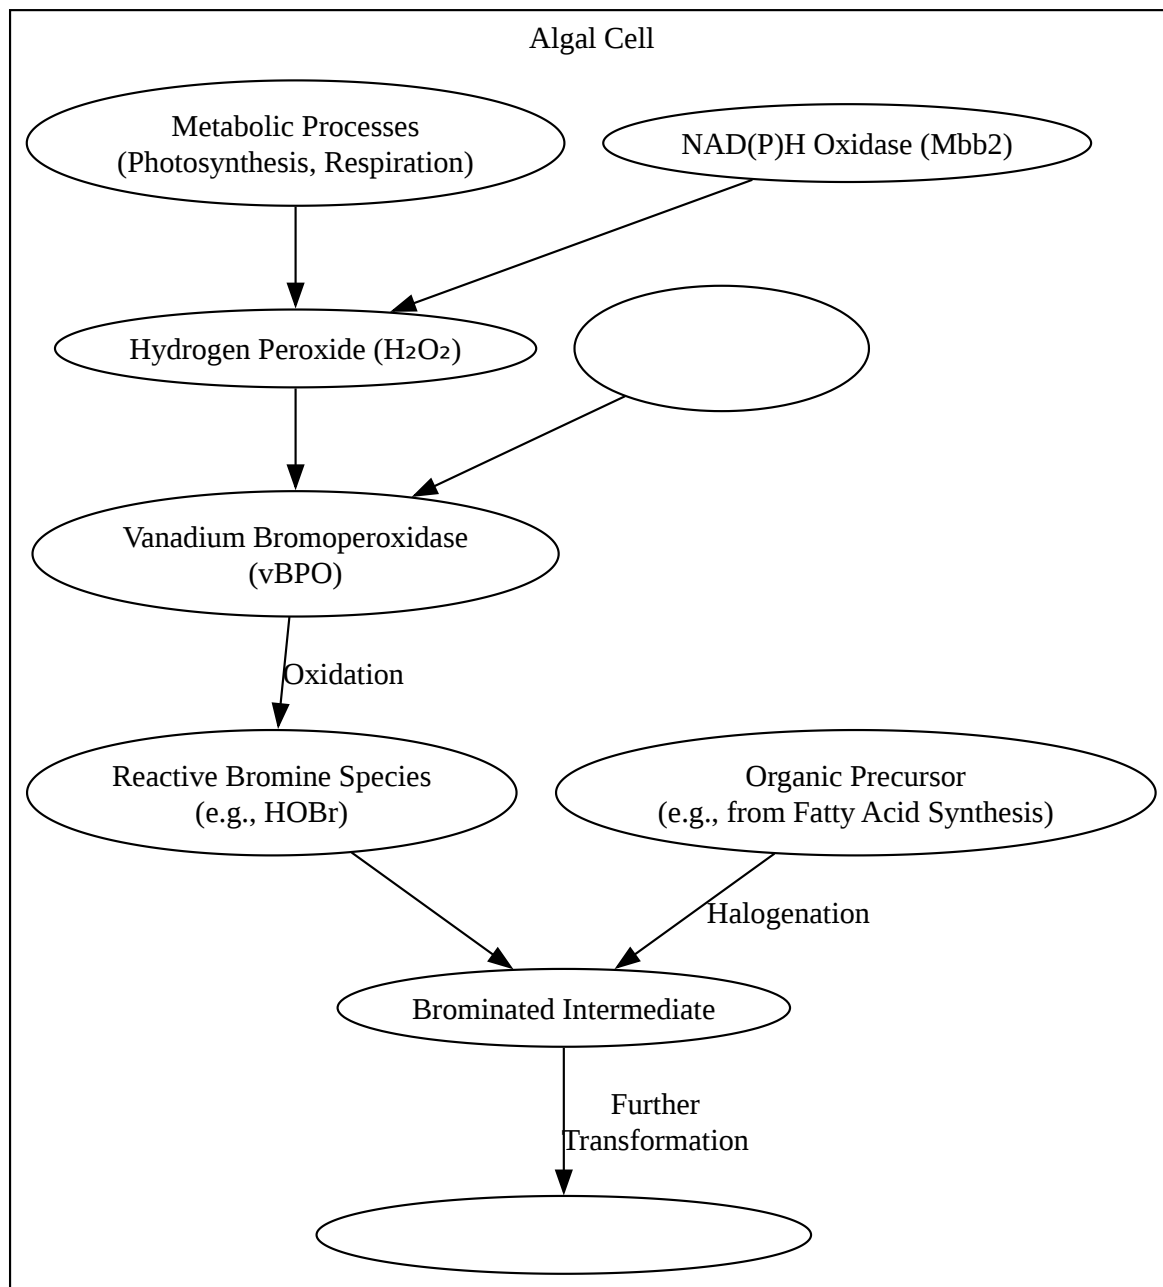 Algal Cell
Metabolic Processes
(Photosynthesis, Respiration)
NAD(P)H Oxidase (Mbb2)
Hydrogen Peroxide (H₂O₂)
Vanadium Bromoperoxidase
(vBPO)
Oxidation
Reactive Bromine Species
(e.g., HOBr)
Organic Precursor
(e.g., from Fatty Acid Synthesis)
Halogenation
Brominated Intermediate
Further
Transformation